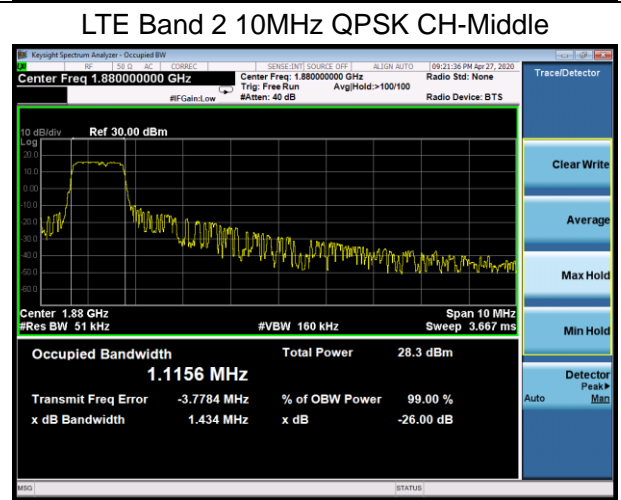 LTE Band 2 10MHz QPSK CH-Middle
Keysight Spectrum Analyzer - Occupied BW
RF 50 Ω AC CORREC SENSE:INT SOURCE OFF ALIGN AUTO 09:21:36 PM Apr 27, 2020
Center Freq 1.880000000 GHz Center Freq: 1.880000000 GHz Radio Std: None Trace/Detector
Trig: Free Run Avg|Hold:>100/100
#IFGain:Low #Atten: 40 dB Radio Device: BTS
10 dB/div Ref 30.00 dBm
Log
20.0
10.0
0.00
-10.0
-20.0
-30.0
-40.0
-50.0
-60.0
Center 1.88 GHz Span 10 MHz
#Res BW 51 kHz #VBW 160 kHz Sweep 3.667 ms
Occupied Bandwidth Total Power 28.3 dBm
1.1156 MHz
Transmit Freq Error -3.7784 MHz % of OBW Power 99.00 %
x dB Bandwidth 1.434 MHz x dB -26.00 dB
Clear Write
Average
Max Hold
Min Hold
Detector
Peak▶
Auto Man
MSG STATUS